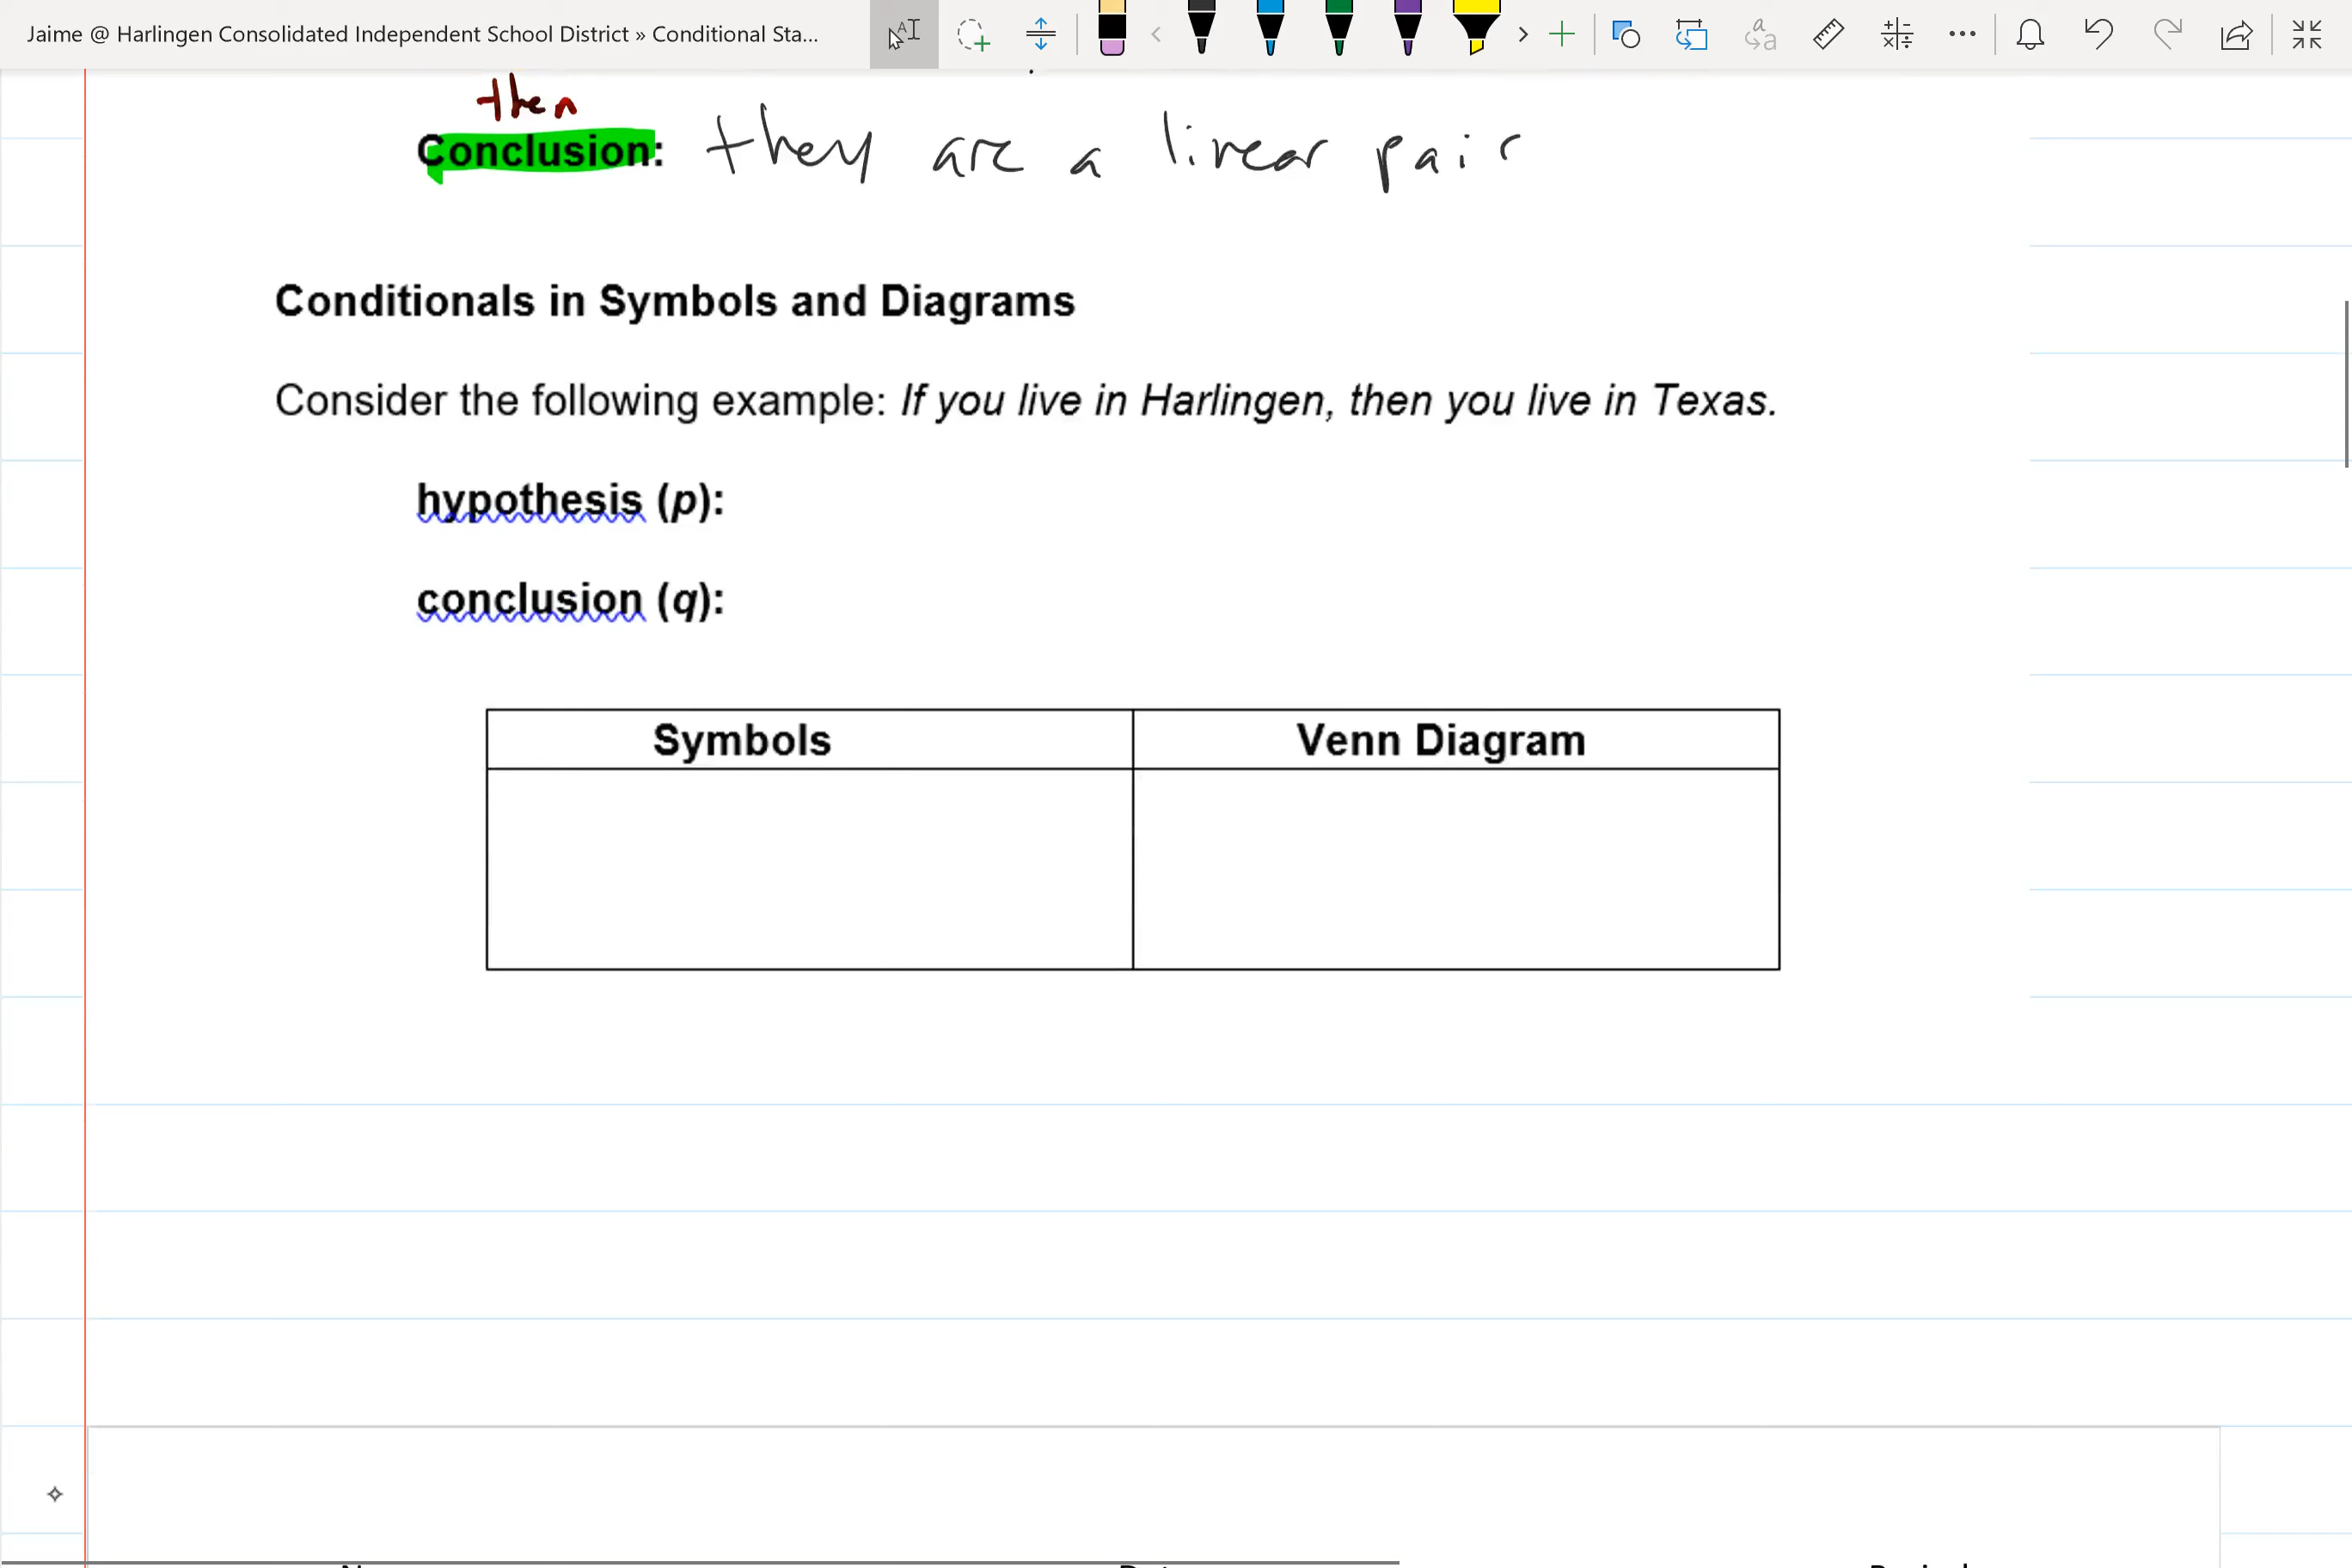 Jaime @ Harlingen Consolidated Independent School District » Conditional Sta...
then
Conclusion: they are a linear pair
Conditionals in Symbols and Diagrams
Consider the following example: If you live in Harlingen, then you live in Texas.
hypothesis (p):
conclusion (q):
Symbols Venn Diagram